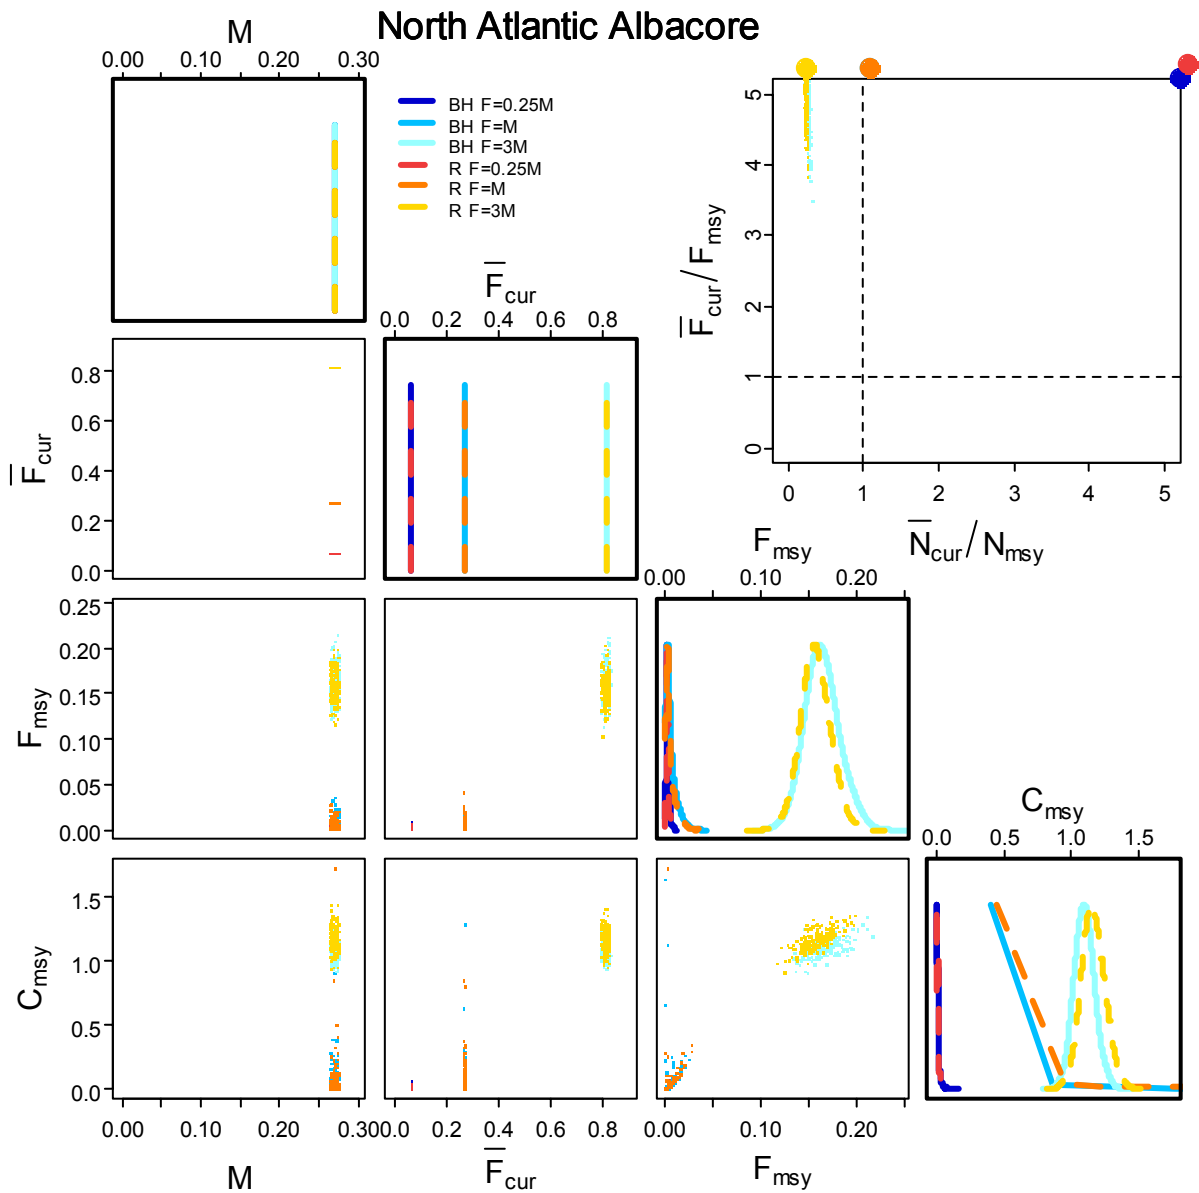 North Atlantic Albacore
M
0.00 0.10 0.20 0.30
BH F=0.25M
BH F=M
BH F=3M
R F=0.25M
R F=M
R F=3M
F̅cur
0.0 0.2 0.4 0.6 0.8
F̅cur/Fmsy
5
4
3
2
1
0
0 1 2 3 4 5
N̅cur/Nmsy
F̅cur
0.8
0.6
0.4
0.2
0.0
Fmsy
0.00 0.10 0.20
Fmsy
0.25
0.20
0.15
0.10
0.05
0.00
Cmsy
0.0 0.5 1.0 1.5
Cmsy
1.5
1.0
0.5
0.0
0.00 0.10 0.20 0.30
M
0.0 0.2 0.4 0.6 0.8
F̅cur
0.00 0.10 0.20
Fmsy